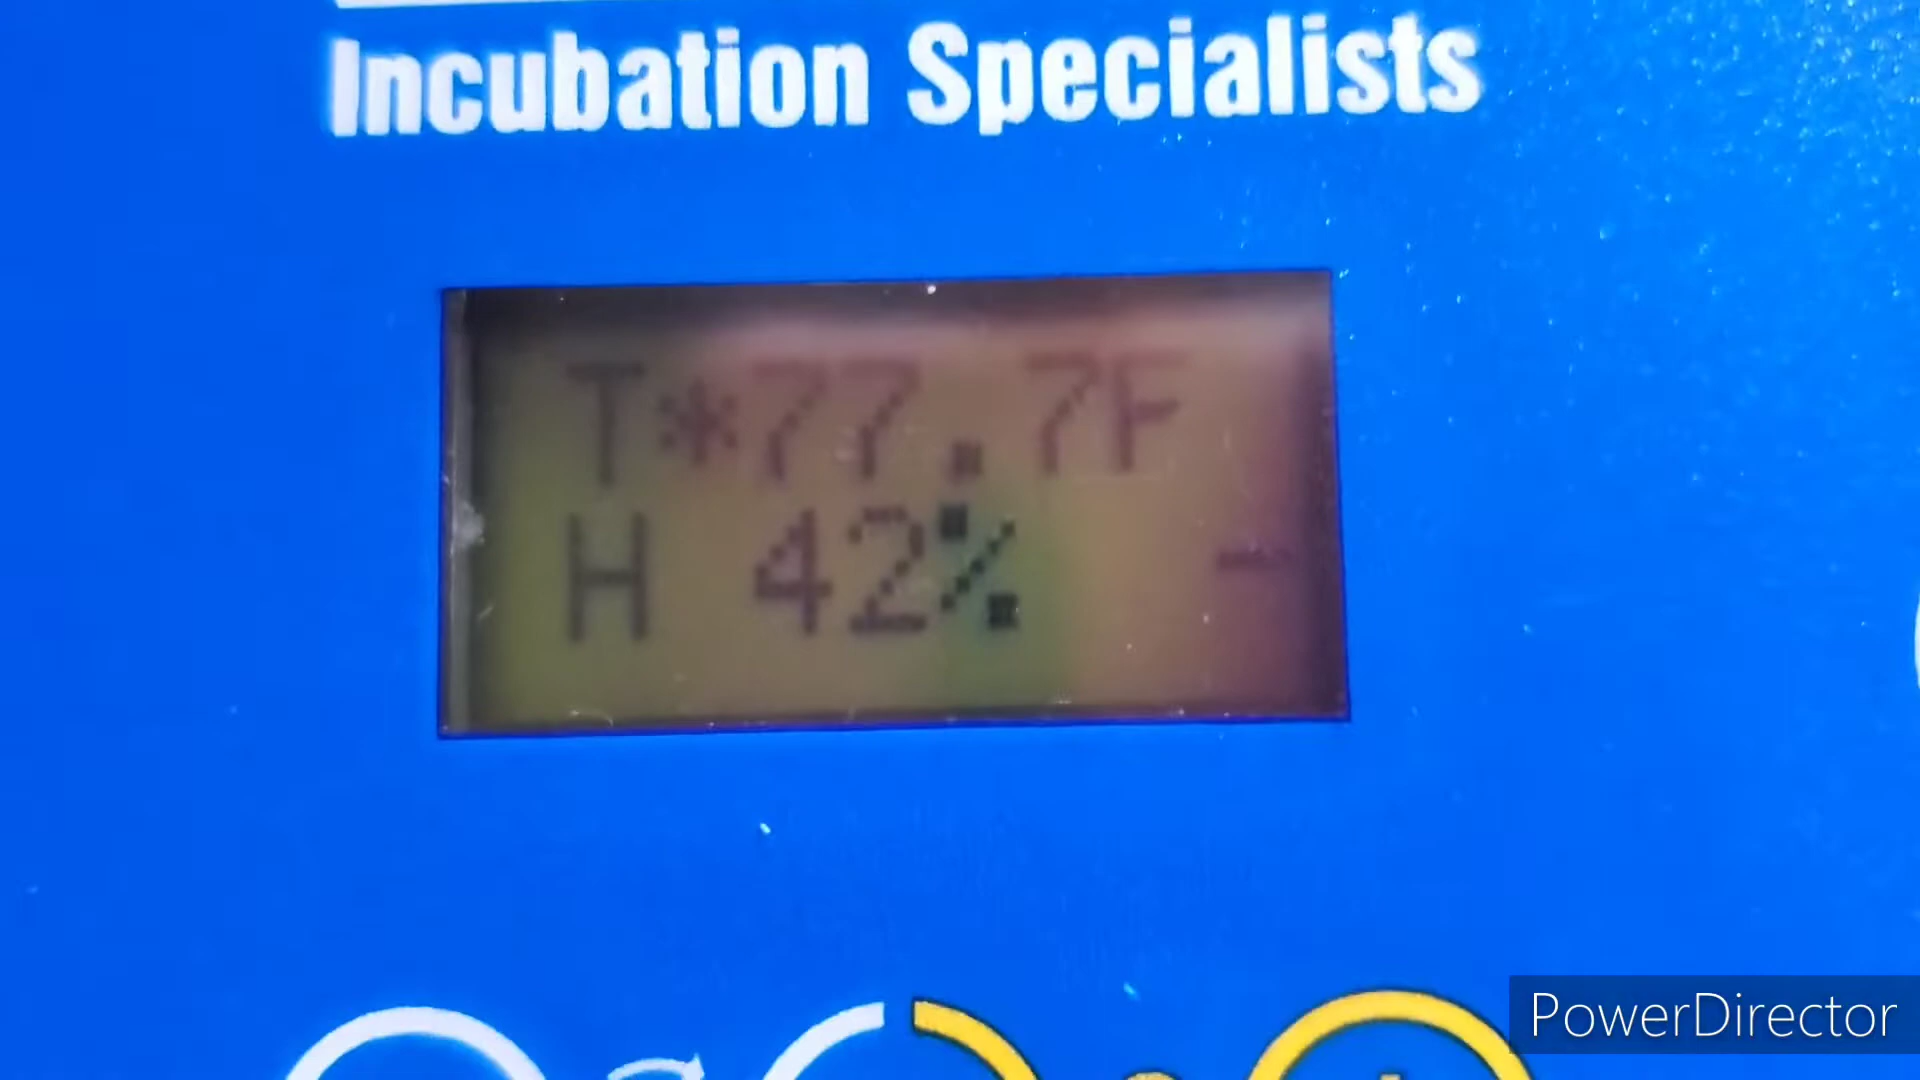 Incubation Specialists
T*77.7F
H 42% -
PowerDirector